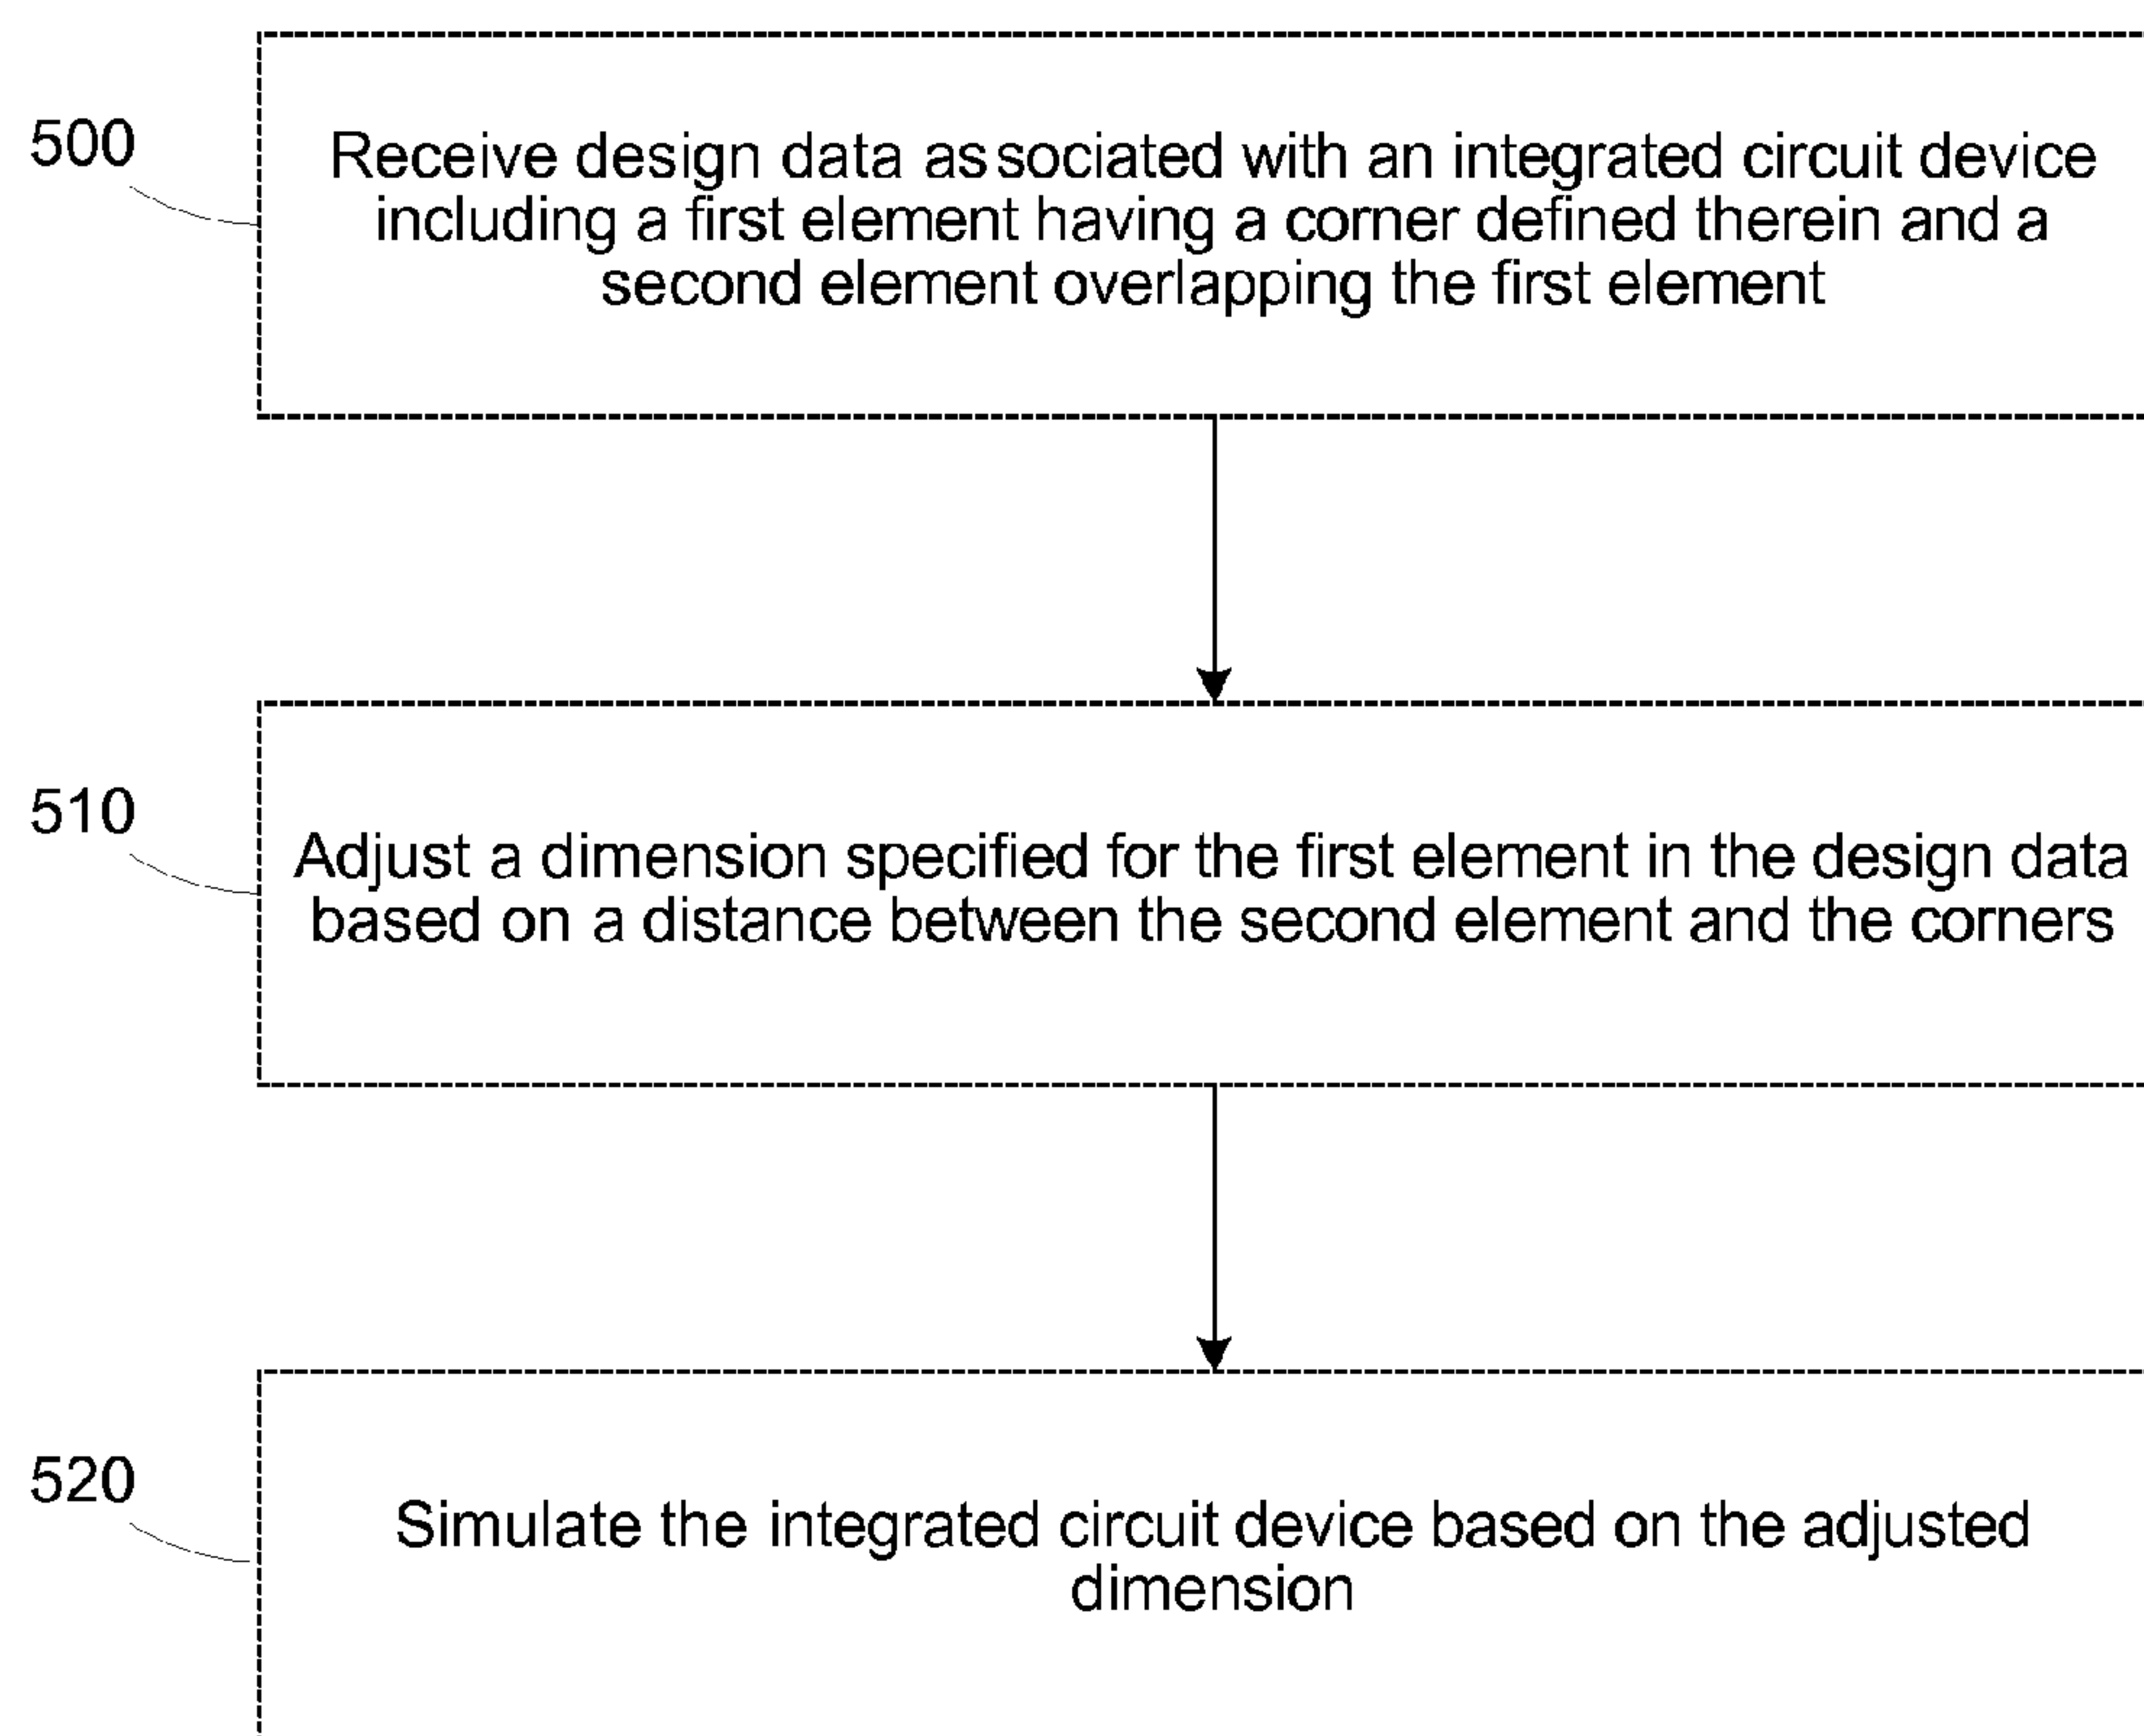 500
Receive design data associated with an integrated circuit device
including a first element having a corner defined therein and a
second element overlapping the first element
510
Adjust a dimension specified for the first element in the design data
based on a distance between the second element and the corners
520
Simulate the integrated circuit device based on the adjusted
dimension